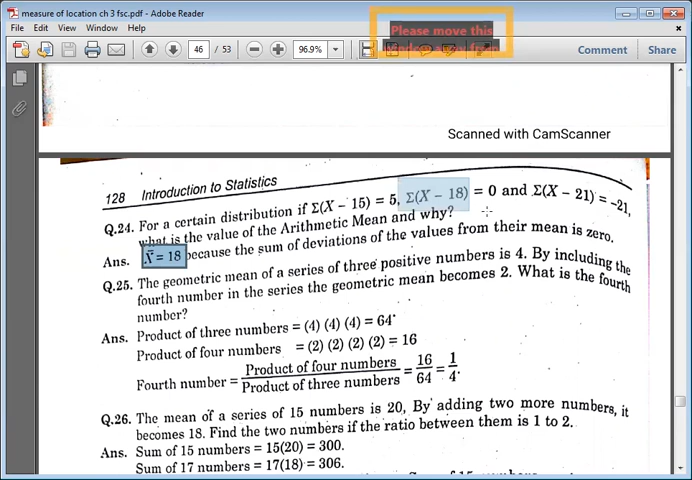 measure of location ch 3 fsc.pdf - Adobe Reader
File Edit View Window Help
46 / 53 96.9% Comment Share
Please move this
Scanned with CamScanner
128 Introduction to Statistics
Q.24. For a certain distribution if Σ(X – 15) = 5, Σ(X – 18) = 0 and Σ(X – 21) = –21,
what is the value of the Arithmetic Mean and why?
Ans. X̄ = 18 because the sum of deviations of the values from their mean is zero.
Q.25. The geometric mean of a series of three positive numbers is 4. By including the
fourth number in the series the geometric mean becomes 2. What is the fourth
number?
Ans. Product of three numbers = (4) (4) (4) = 64
Product of four numbers = (2) (2) (2) (2) = 16
Fourth number = Product of four numbers / Product of three numbers = 16/64 = 1/4.
Q.26. The mean of a series of 15 numbers is 20, By adding two more numbers, it
becomes 18. Find the two numbers if the ratio between them is 1 to 2.
Ans. Sum of 15 numbers = 15(20) = 300.
Sum of 17 numbers = 17(18) = 306.